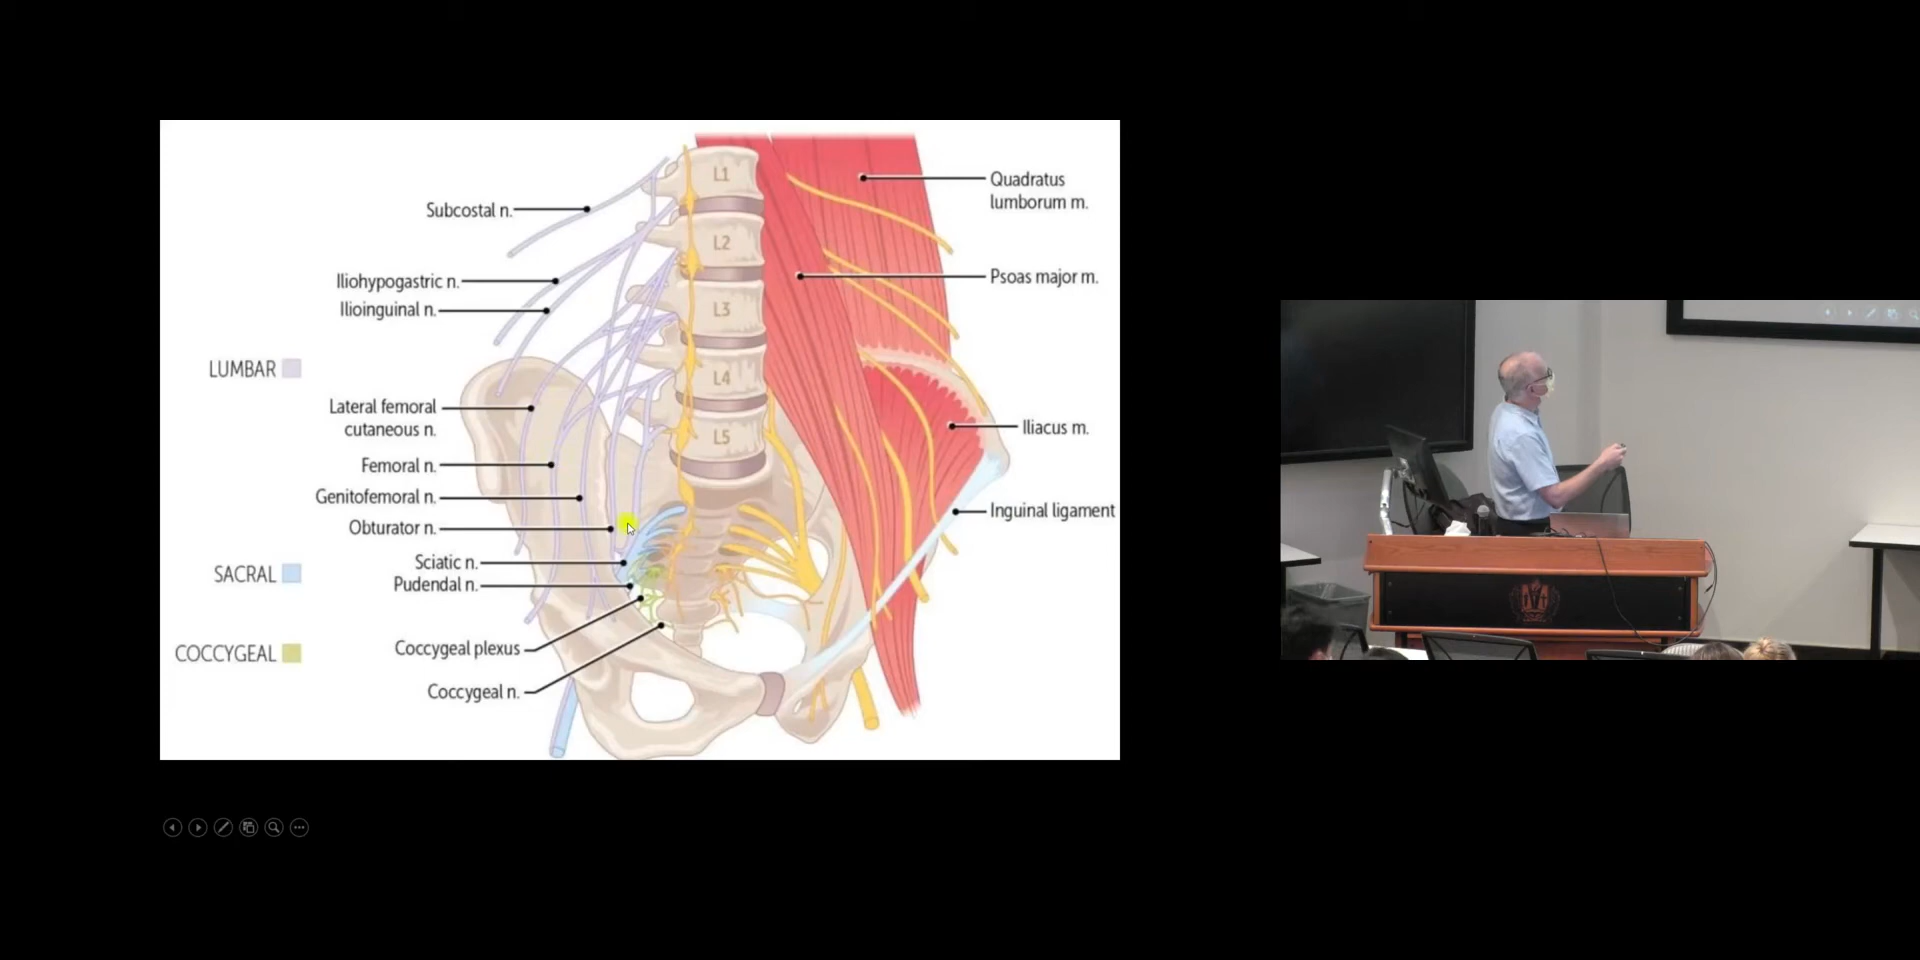 L1
Quadratus
lumborum m.
Subcostal n.
L2
Psoas major m.
Iliohypogastric n.
Ilioinguinal n.
L3
LUMBAR
L4
Lateral femoral
cutaneous n.
L5
Iliacus m.
Femoral n.
Genitofemoral n.
Inguinal ligament
Obturator n.
Sciatic n.
SACRAL
Pudendal n.
Coccygeal plexus
COCCYGEAL
Coccygeal n.